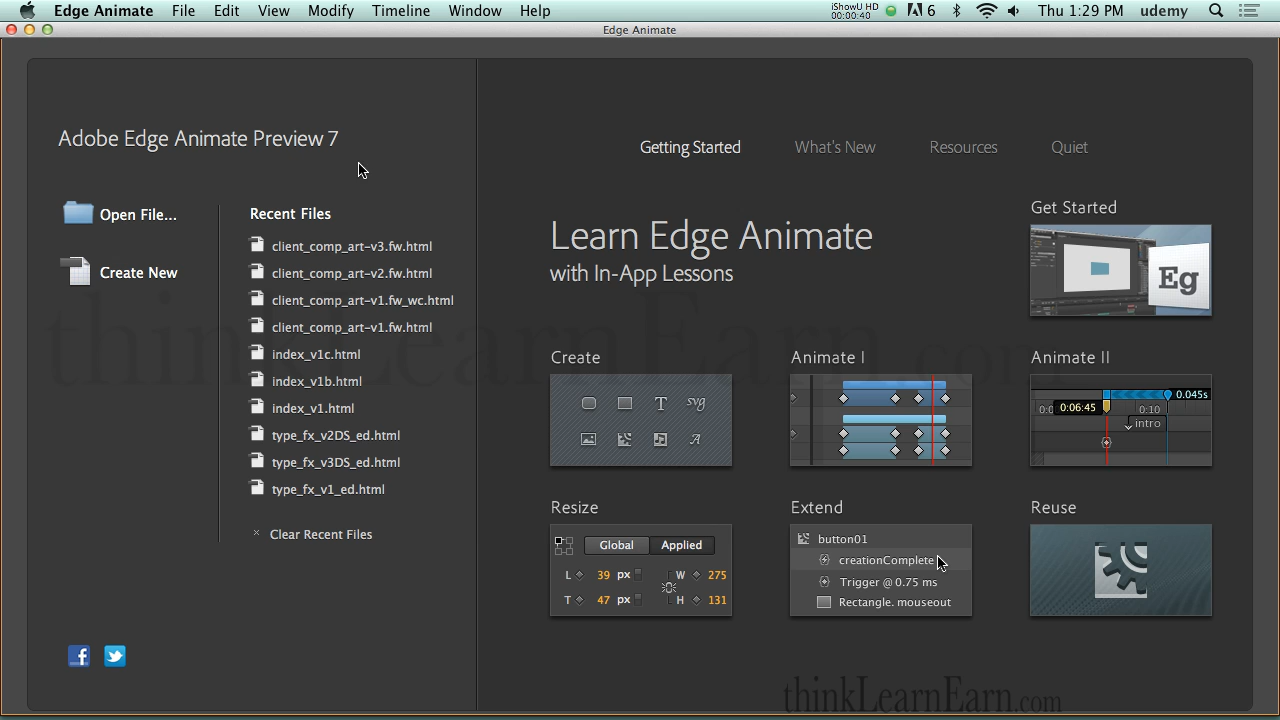 Edge Animate File Edit View Modify Timeline Window Help iShowU HD 00:00:40 6 Thu 1:29 PM udemy
Edge Animate
Adobe Edge Animate Preview 7
Open File...
Create New
Recent Files
client_comp_art-v3.fw.html
client_comp_art-v2.fw.html
client_comp_art-v1.fw_wc.html
client_comp_art-v1.fw.html
index_v1c.html
index_v1b.html
index_v1.html
type_fx_v2DS_ed.html
type_fx_v3DS_ed.html
type_fx_v1_ed.html
× Clear Recent Files
Getting Started What's New Resources Quiet
Learn Edge Animate
with In-App Lessons
Get Started
Eg
Create
T svg
A
Animate I
Animate II
0.045s
0:0 0:06:45 0:10
intro
Resize
Global Applied
L 39 px W 275
T 47 px H 131
Extend
button01
creationComplete
Trigger @ 0.75 ms
Rectangle. mouseout
Reuse
thinkLearnEarn.com
thinkLearnEarn.com